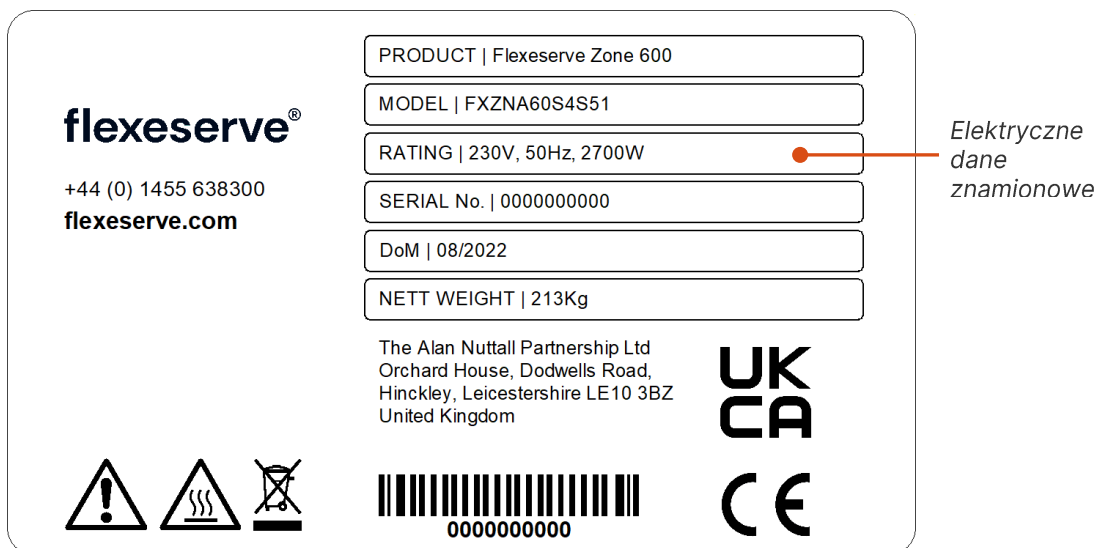 flexeserve®
+44 (0) 1455 638300
flexeserve.com
PRODUCT | Flexeserve Zone 600
MODEL | FXZNA60S4S51
RATING | 230V, 50Hz, 2700W
SERIAL No. | 0000000000
DoM | 08/2022
NETT WEIGHT | 213Kg
Elektryczne
dane
znamionowe
The Alan Nuttall Partnership Ltd
Orchard House, Dodwells Road,
Hinckley, Leicestershire LE10 3BZ
United Kingdom
UK
CA
CE
0000000000